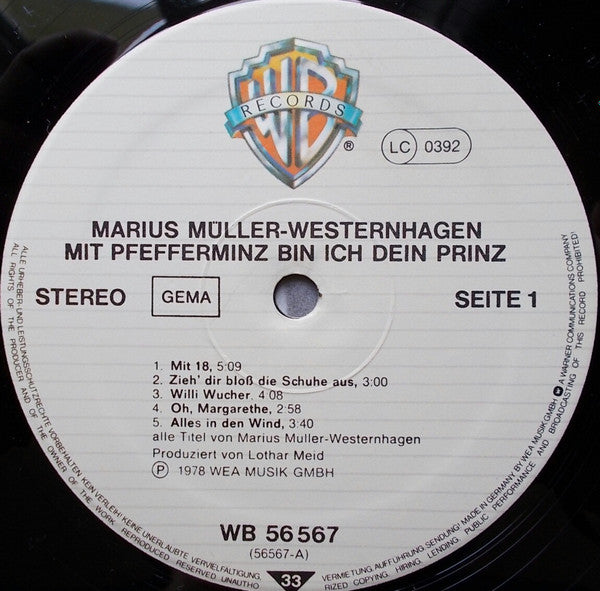 WB
RECORDS
®
LC 0392
MARIUS MÜLLER-WESTERNHAGEN
MIT PFEFFERMINZ BIN ICH DEIN PRINZ
STEREO GEMA SEITE 1
1. Mit 18, 5:09
2. Zieh' dir bloß die Schuhe aus, 3:00
3. Willi Wucher, 4:08
4. Oh, Margarethe, 2:58
5. Alles in den Wind, 3:40
alle Titel von Marius Müller-Westernhagen
Produziert von Lothar Meid
Ⓟ 1978 WEA MUSIK GMBH
WB 56 567
(56567-A)
33
ALLE URHEBER- UND LEISTUNGSSCHUTZRECHTE VORBEHALTEN. KEIN VERLEIH! KEINE UNERLAUBTE VERVIELFÄLTIGUNG,
VERMIETUNG, AUFFÜHRUNG, SENDUNG! MADE IN GERMANY BY WEA MUSIK GMBH A WARNER COMMUNICATIONS COMPANY
ALL RIGHTS OF THE PRODUCER AND OF THE OWNER OF THE WORK REPRODUCED RESERVED. UNAUTHO
RIZED COPYING, HIRING, LENDING, PUBLIC PERFORMANCE AND BROADCASTING OF THIS RECORD PROHIBITED!